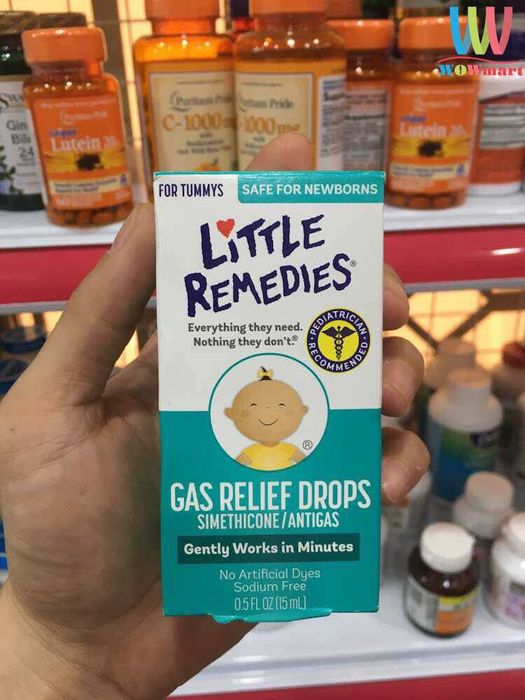 WOWmart
Lutein 20
Puritan's Pride
C-1000
1000 mg
Lutein 20
FOR TUMMYS
SAFE FOR NEWBORNS
LiTTLE
REMEDIES®
Everything they need.
Nothing they don't.®
PEDIATRICIAN
RECOMMENDED
®
GAS RELIEF DROPS
SIMETHICONE/ANTIGAS
Gently Works in Minutes
No Artificial Dyes
Sodium Free
0.5 FL OZ (15 mL)